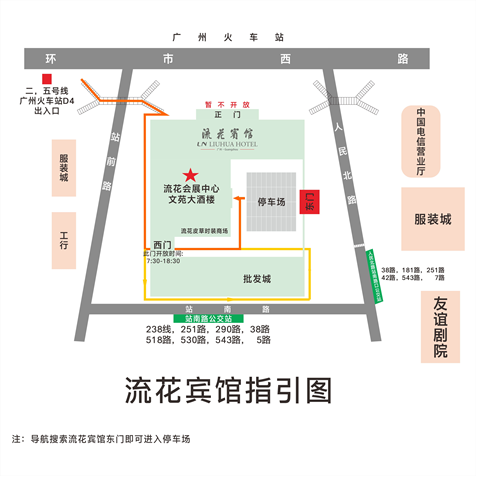 广州火车站
环市西路
二，五号线
广州火车站D4
出入口
暂不开放
正门
站前路
人民北路
中国电信营业厅
流花宾馆
LN LIUHUA HOTEL
服装城
流花会展中心
文苑大酒楼
停车场
东门
服装城
流花皮草时装商场
工行
西门
此门开放时间：
7:30-18:30
38路，181路，251路
42路，543路， 7路
批发城
友谊剧院
站南路
站南路公交站
238线，251路，290路，38路
518路，530路，543路， 5路
流花宾馆指引图
注：导航搜索流花宾馆东门即可进入停车场